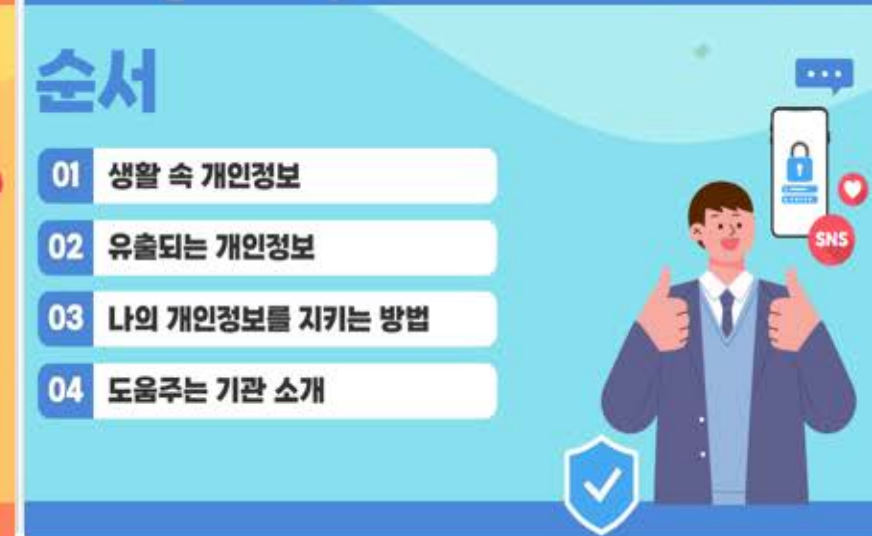 순서
01 생활 속 개인정보
02 유출되는 개인정보
03 나의 개인정보를 지키는 방법
04 도움주는 기관 소개
SNS